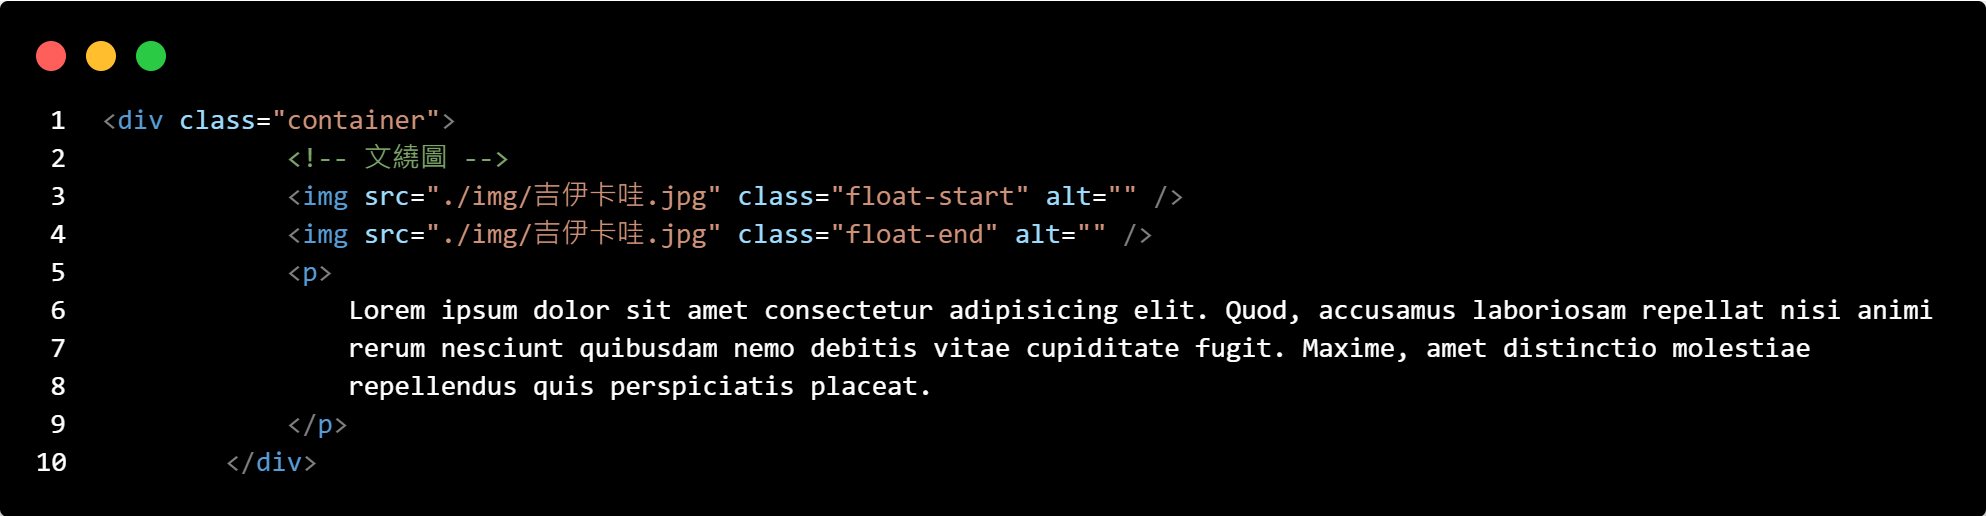 1 <div class="container">
2 <!-- 文繞圖 -->
3 <img src="./img/吉伊卡哇.jpg" class="float-start" alt="" />
4 <img src="./img/吉伊卡哇.jpg" class="float-end" alt="" />
5 <p>
6 Lorem ipsum dolor sit amet consectetur adipisicing elit. Quod, accusamus laboriosam repellat nisi animi
7 rerum nesciunt quibusdam nemo debitis vitae cupiditate fugit. Maxime, amet distinctio molestiae
8 repellendus quis perspiciatis placeat.
9 </p>
10 </div>